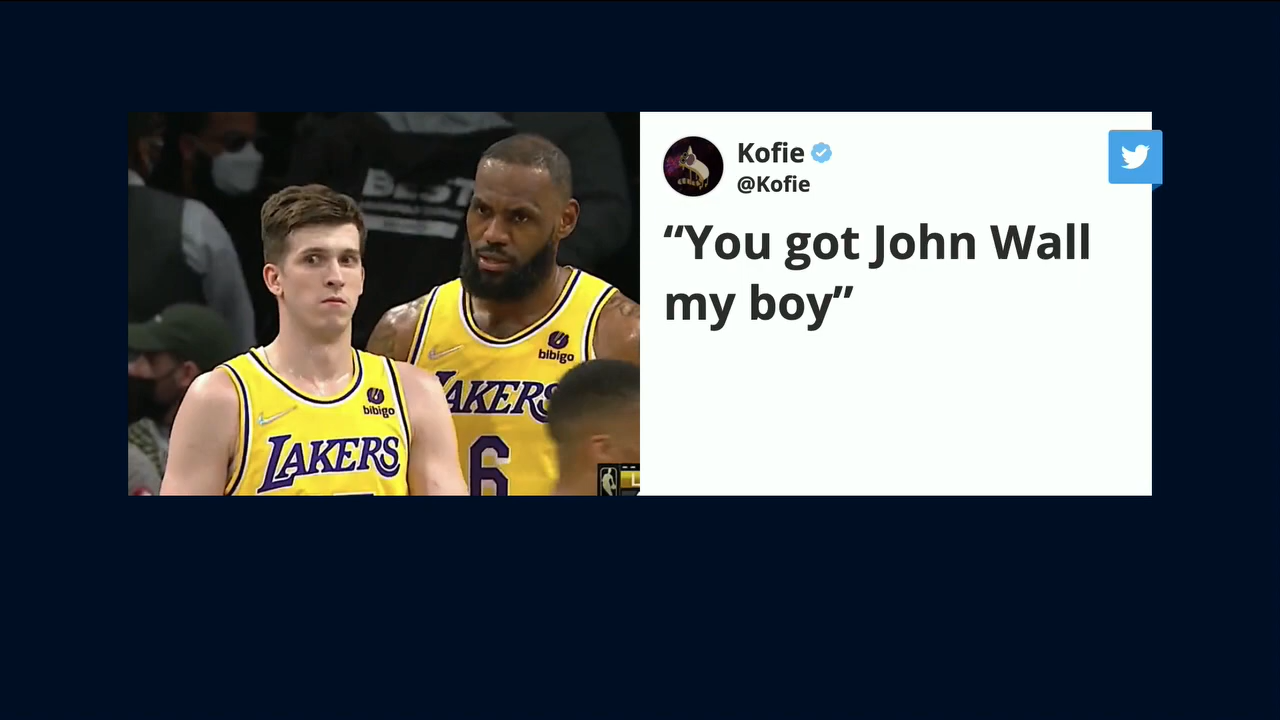 BEST
bibigo
bibigo
LAKERS
LAKERS
6
Kofie
@Kofie
“You got John Wall
my boy”